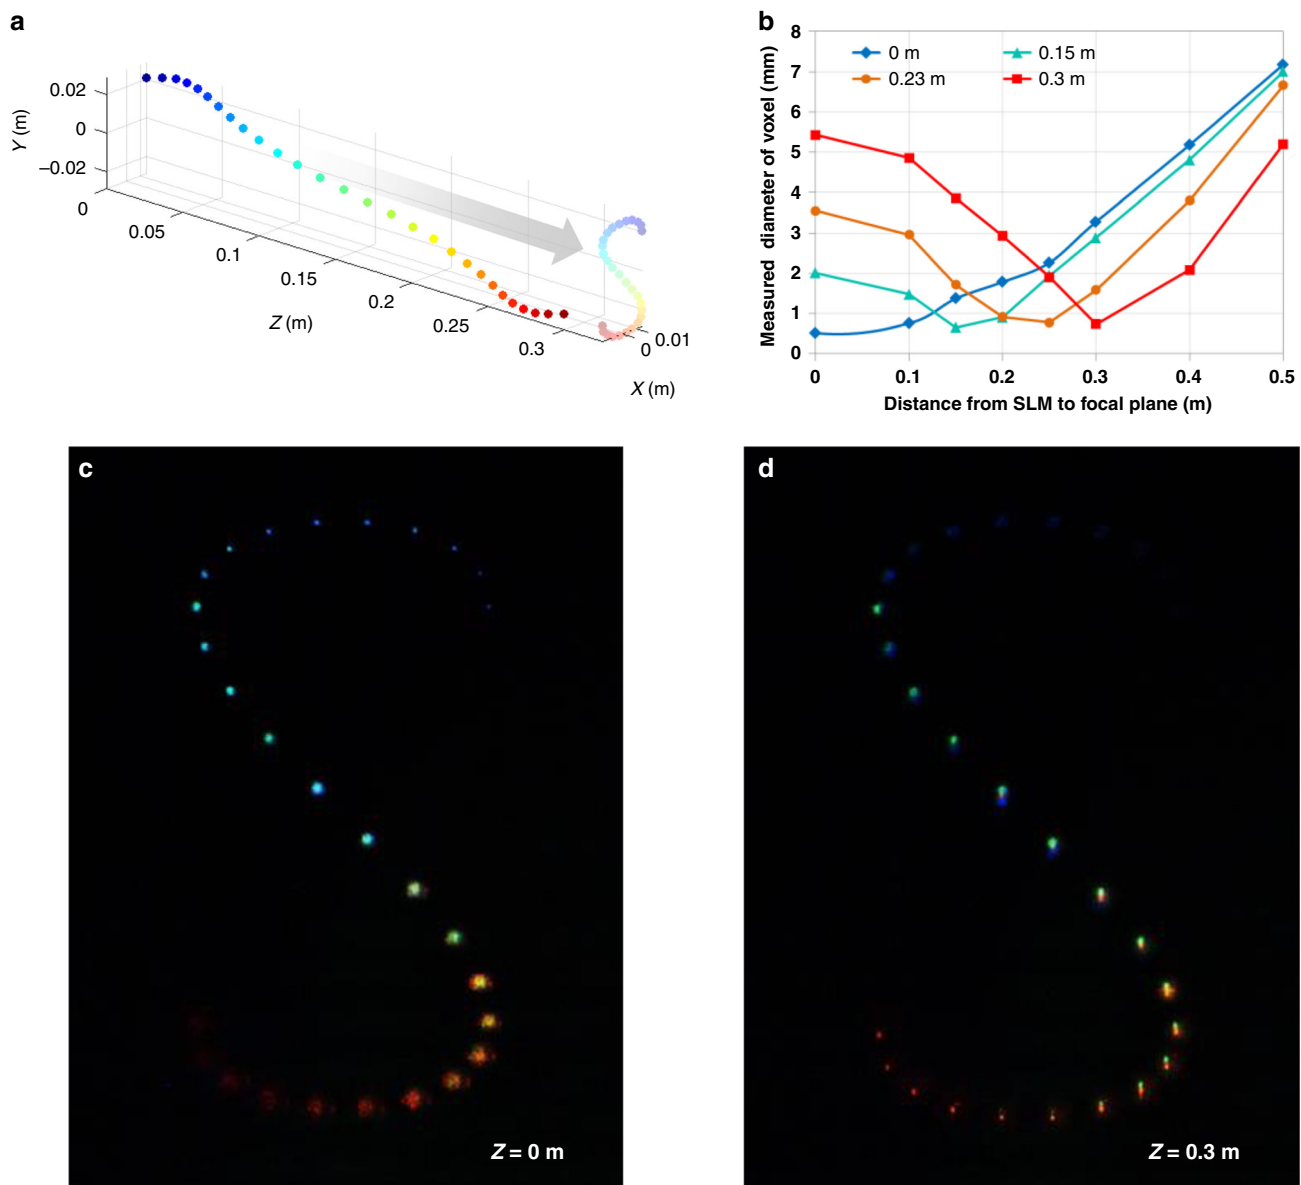 a
0.02
0
−0.02
Y (m)
0
0.05
0.1
0.15
0.2
0.25
0.3
Z (m)
0
0.01
X (m)
b
8
7
6
5
4
3
2
1
0
Measured diameter of voxel (mm)
0 m
0.15 m
0.23 m
0.3 m
0 0.1 0.2 0.3 0.4 0.5
Distance from SLM to focal plane (m)
c
Z = 0 m
d
Z = 0.3 m